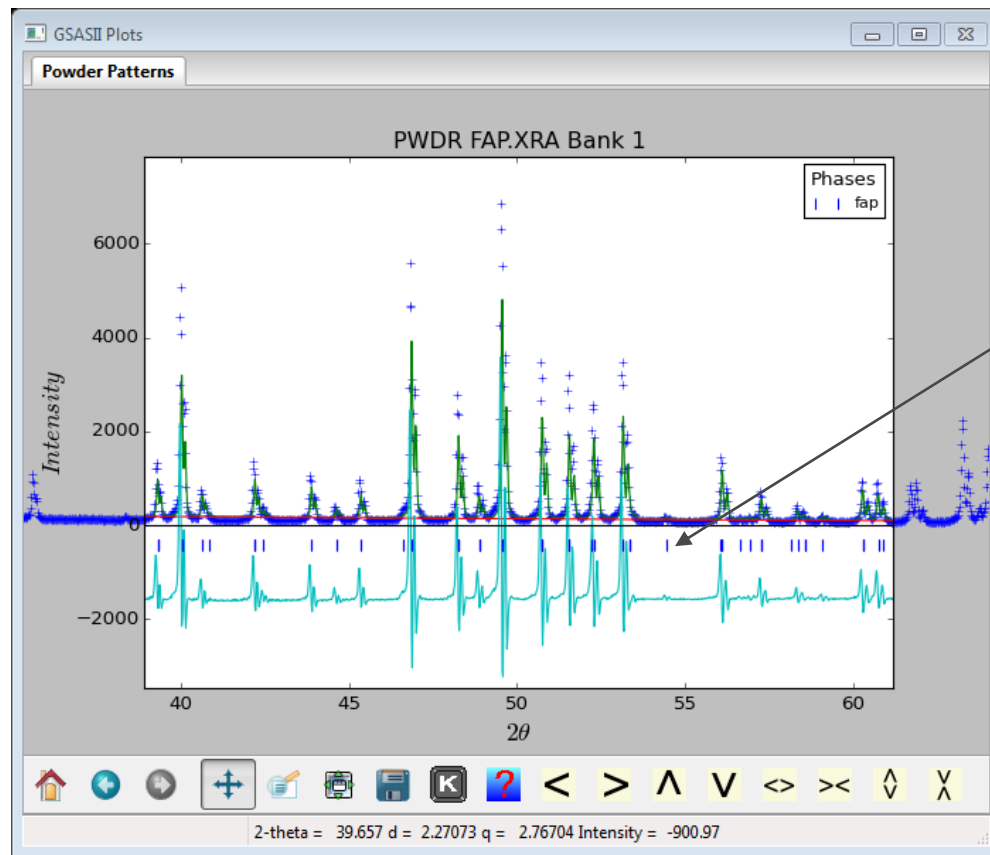 GSASII Plots
Powder Patterns
PWDR FAP.XRA Bank 1
Phases
fap
6000
4000
2000
0
−2000
Intensity
40
45
50
55
60
2θ
K
?
< > Λ V <> ><
2-theta = 39.657 d = 2.27073 q = 2.76704 Intensity = -900.97